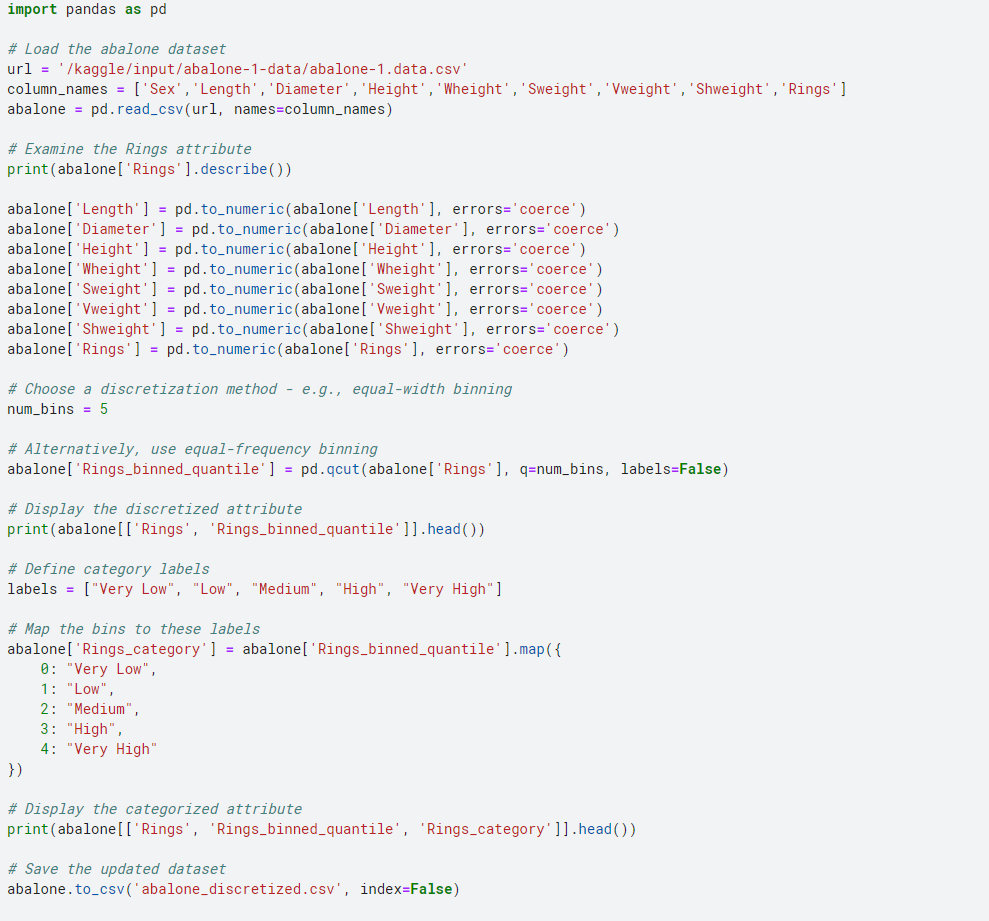 import pandas as pd

# Load the abalone dataset
url = '/kaggle/input/abalone-1-data/abalone-1.data.csv'
column_names = ['Sex','Length','Diameter','Height','Wheight','Sweight','Vweight','Shweight','Rings']
abalone = pd.read_csv(url, names=column_names)

# Examine the Rings attribute
print(abalone['Rings'].describe())

abalone['Length'] = pd.to_numeric(abalone['Length'], errors='coerce')
abalone['Diameter'] = pd.to_numeric(abalone['Diameter'], errors='coerce')
abalone['Height'] = pd.to_numeric(abalone['Height'], errors='coerce')
abalone['Wheight'] = pd.to_numeric(abalone['Wheight'], errors='coerce')
abalone['Sweight'] = pd.to_numeric(abalone['Sweight'], errors='coerce')
abalone['Vweight'] = pd.to_numeric(abalone['Vweight'], errors='coerce')
abalone['Shweight'] = pd.to_numeric(abalone['Shweight'], errors='coerce')
abalone['Rings'] = pd.to_numeric(abalone['Rings'], errors='coerce')

# Choose a discretization method - e.g., equal-width binning
num_bins = 5

# Alternatively, use equal-frequency binning
abalone['Rings_binned_quantile'] = pd.qcut(abalone['Rings'], q=num_bins, labels=False)

# Display the discretized attribute
print(abalone[['Rings', 'Rings_binned_quantile']].head())

# Define category labels
labels = ["Very Low", "Low", "Medium", "High", "Very High"]

# Map the bins to these labels
abalone['Rings_category'] = abalone['Rings_binned_quantile'].map({
    0: "Very Low",
    1: "Low",
    2: "Medium",
    3: "High",
    4: "Very High"
})

# Display the categorized attribute
print(abalone[['Rings', 'Rings_binned_quantile', 'Rings_category']].head())

# Save the updated dataset
abalone.to_csv('abalone_discretized.csv', index=False)